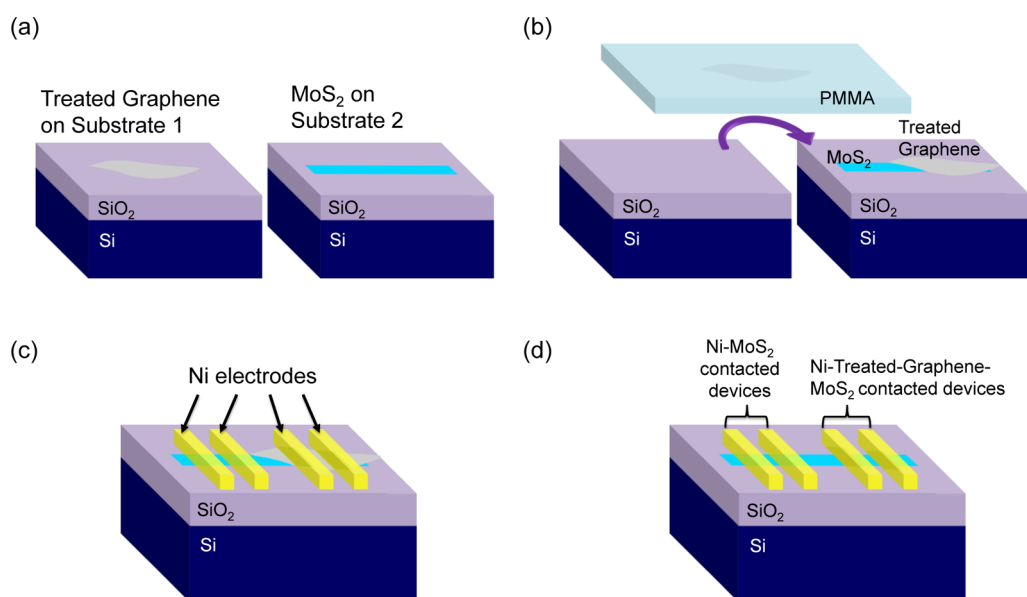 (a)
Treated Graphene
on Substrate 1
MoS₂ on
Substrate 2
SiO₂
Si
SiO₂
Si
(b)
PMMA
Treated
Graphene
MoS₂
SiO₂
Si
SiO₂
Si
(c)
Ni electrodes
SiO₂
Si
(d)
Ni-MoS₂
contacted
devices
Ni-Treated-Graphene-
MoS₂ contacted devices
SiO₂
Si